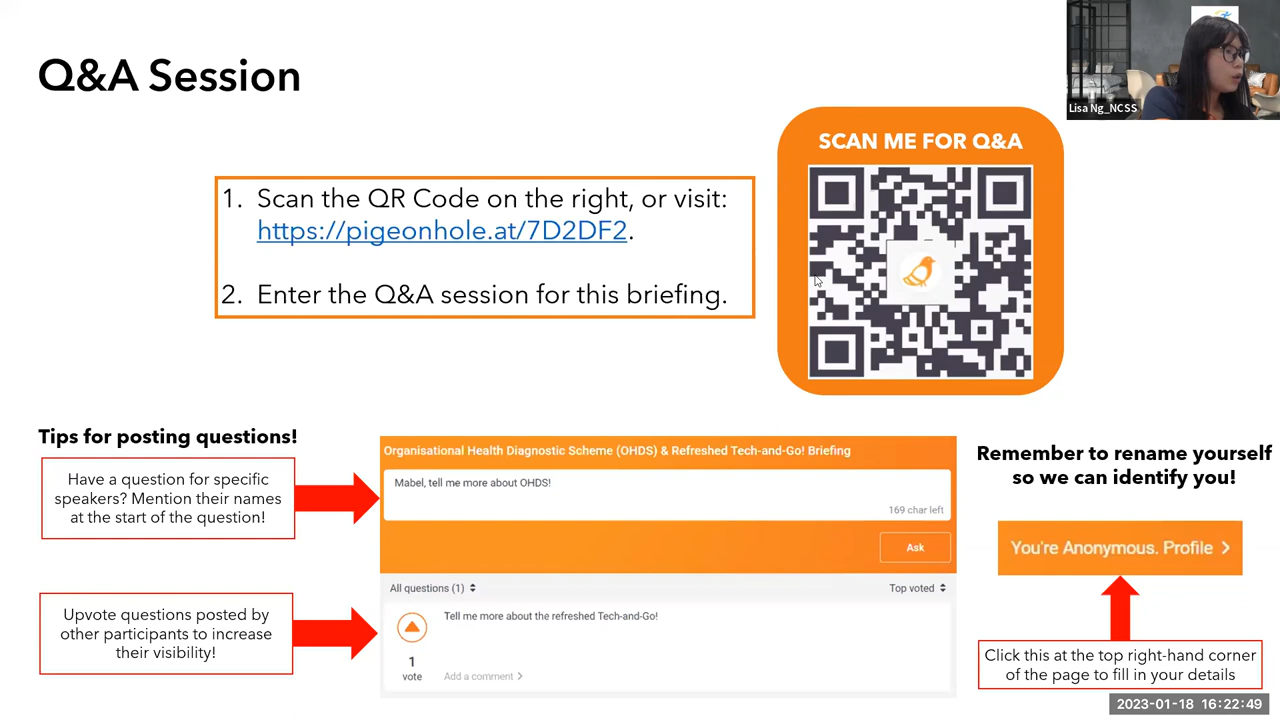 Q&A Session
Lisa Ng_NCSS
SCAN ME FOR Q&A
1. Scan the QR Code on the right, or visit:
https://pigeonhole.at/7D2DF2.
2. Enter the Q&A session for this briefing.
Tips for posting questions!
Have a question for specific
speakers? Mention their names
at the start of the question!
Upvote questions posted by
other participants to increase
their visibility!
Organisational Health Diagnostic Scheme (OHDS) & Refreshed Tech-and-Go! Briefing
Mabel, tell me more about OHDS!
169 char left
Ask
All questions (1)
Top voted
Tell me more about the refreshed Tech-and-Go!
1
vote
Add a comment >
Remember to rename yourself
so we can identify you!
You're Anonymous. Profile >
Click this at the top right-hand corner
of the page to fill in your details
2023-01-18 16:22:49